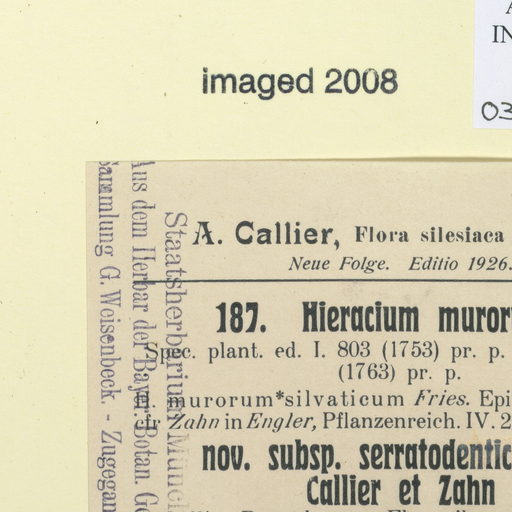 IN
03
imaged 2008
A. Callier, Flora silesiaca
Neue Folge. Editio 1926.
187. Hieracium muror
Spec. plant. ed. I. 803 (1753) pr. p.
(1763) pr. p.
H. murorum*silvaticum Fries. Epi
cfr Zahn in Engler, Pflanzenreich. IV. 2
nov. subsp. serratodentic
Callier et Zahn
Staatsherbarium Münc
Aus dem Herbar der Bayer. Botan. Ge
Sammlung G. Weisenbeck - Zugegan